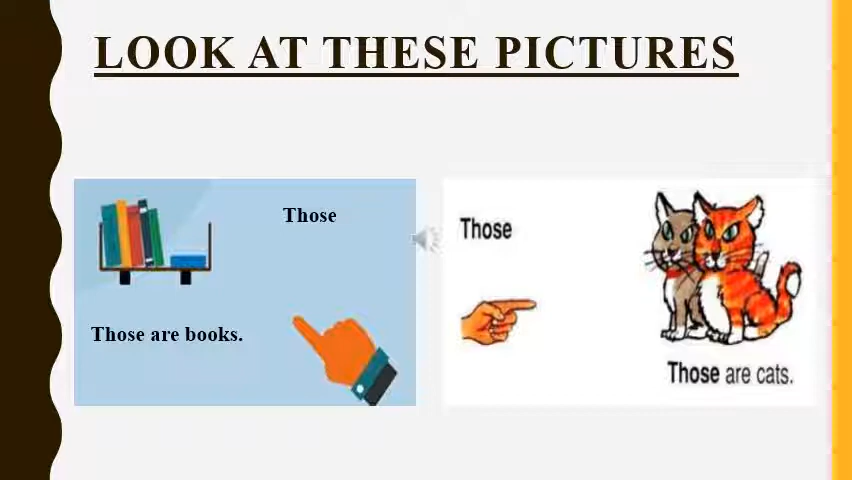 LOOK AT THESE PICTURES
Those
Those are books.
Those
Those are cats.